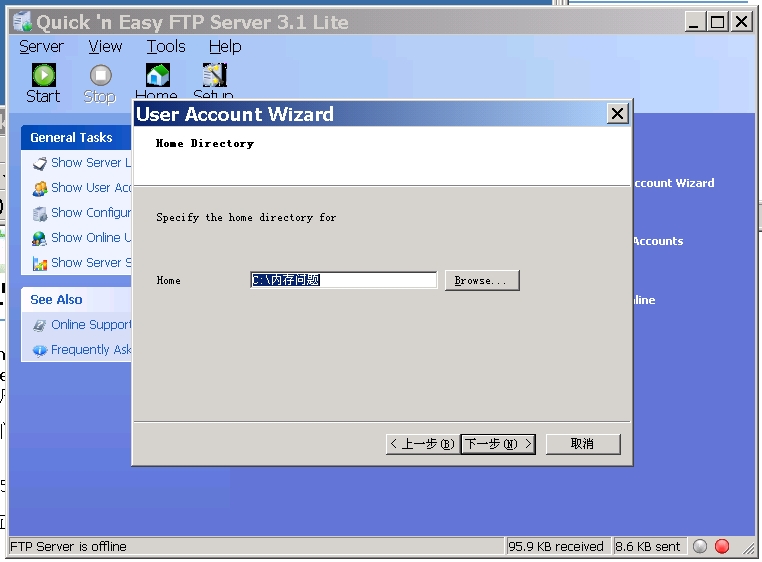 Quick 'n Easy FTP Server 3.1 Lite
Server View Tools Help
Start Stop Home Setup
User Account Wizard
Home Directory
Specify the home directory for
Home C:\内存问题 Browse...
< 上一步(B) 下一步(N) > 取消
General Tasks
Show Server L
Show User Acc
Show Configur
Show Online U
Show Server S
See Also
Online Support
Frequently Ask
ccount Wizard
Accounts
nline
FTP Server is offline 95.9 KB received 8.6 KB sent